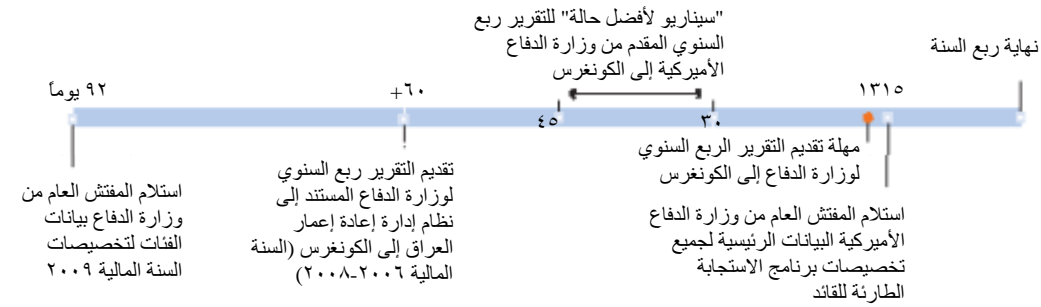 "سيناريو لأفضل حالة" للتقرير ربع
السنوي المقدم من وزارة الدفاع
الأميركية إلى الكونغرس
نهاية ربع السنة
١٣١٥
٣٠
٤٥
+٦٠
٩٢ يوماً
مهلة تقديم التقرير الربع السنوي
لوزارة الدفاع إلى الكونغرس
استلام المفتش العام من وزارة الدفاع
الأميركية البيانات الرئيسية لجميع
تخصيصات برنامج الاستجابة
الطارئة للقائد
تقديم التقرير ربع السنوي
لوزارة الدفاع المستند إلى
نظام إدارة إعادة إعمار
العراق إلى الكونغرس (السنة
المالية ٢٠٠٦-٢٠٠٨)
استلام المفتش العام من
وزارة الدفاع بيانات
الفئات لتخصيصات
السنة المالية ٢٠٠٩